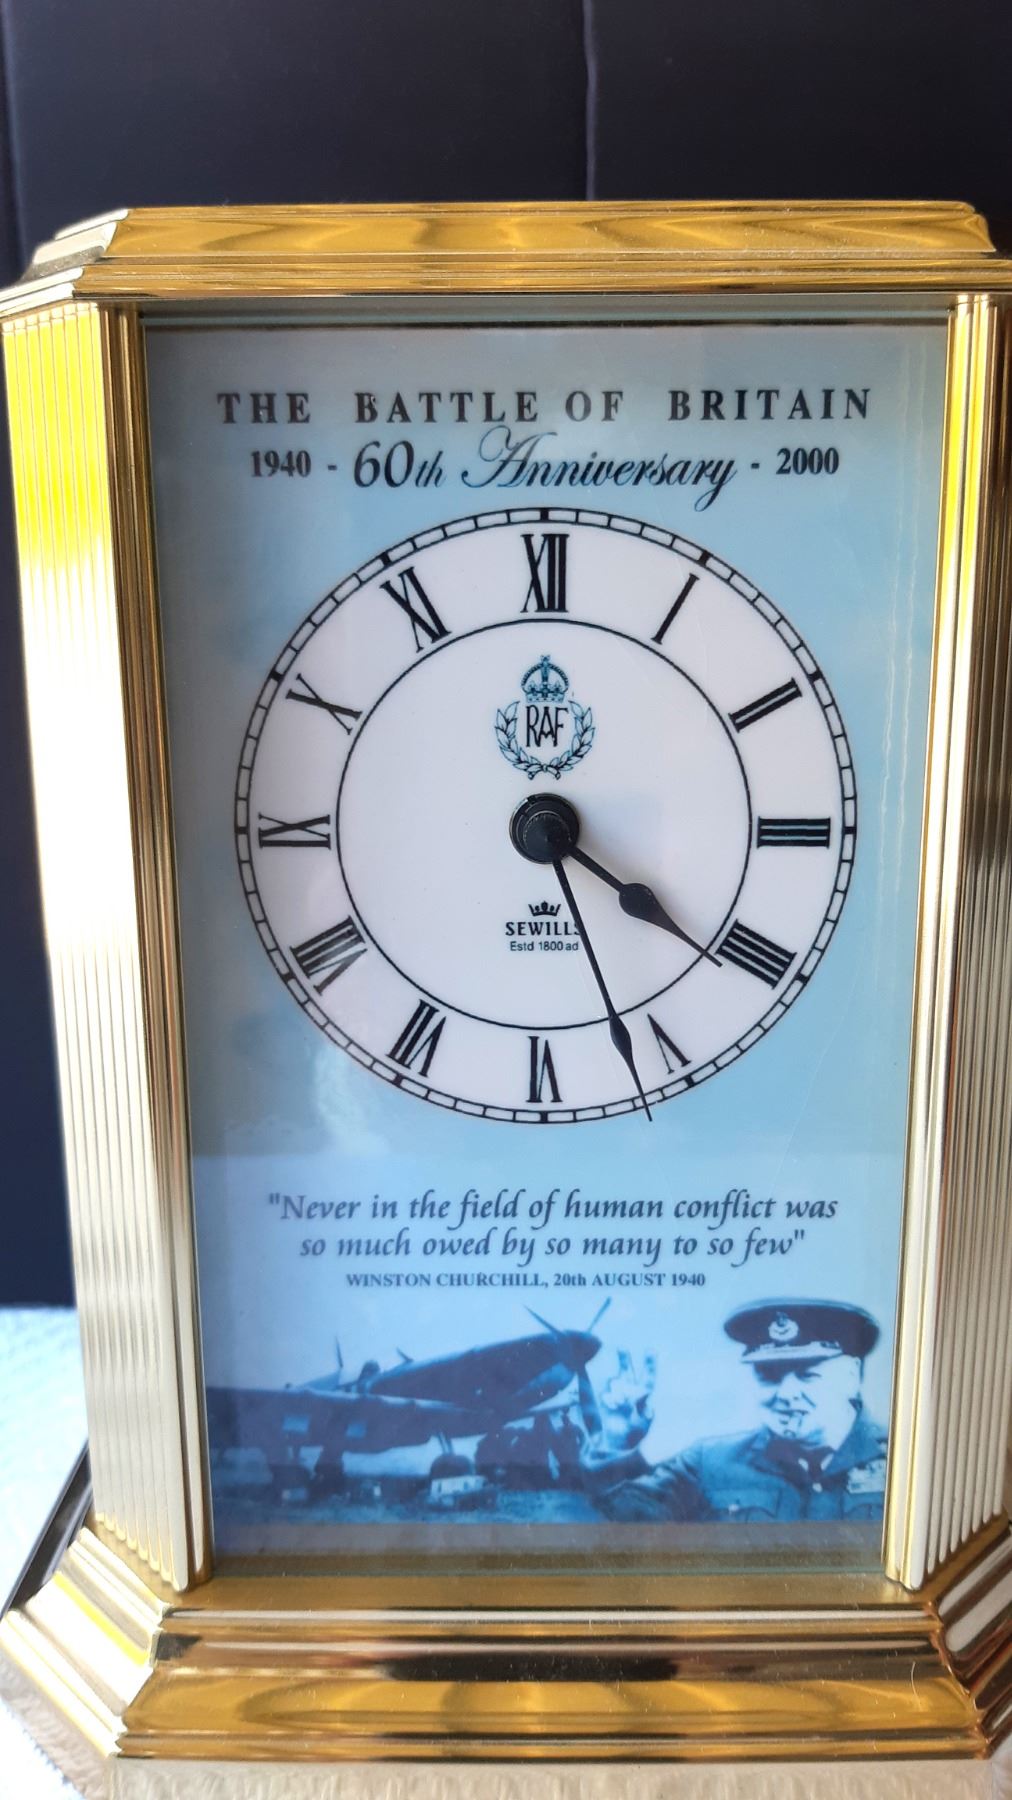 THE BATTLE OF BRITAIN
1940 - 60th Anniversary - 2000
XII
XI
I
X
II
RAF
IX
III
SEWILLS
Estd 1800 ad
VIII
IIII
VII
V
VI
"Never in the field of human conflict was
so much owed by so many to so few"
WINSTON CHURCHILL, 20th AUGUST 1940